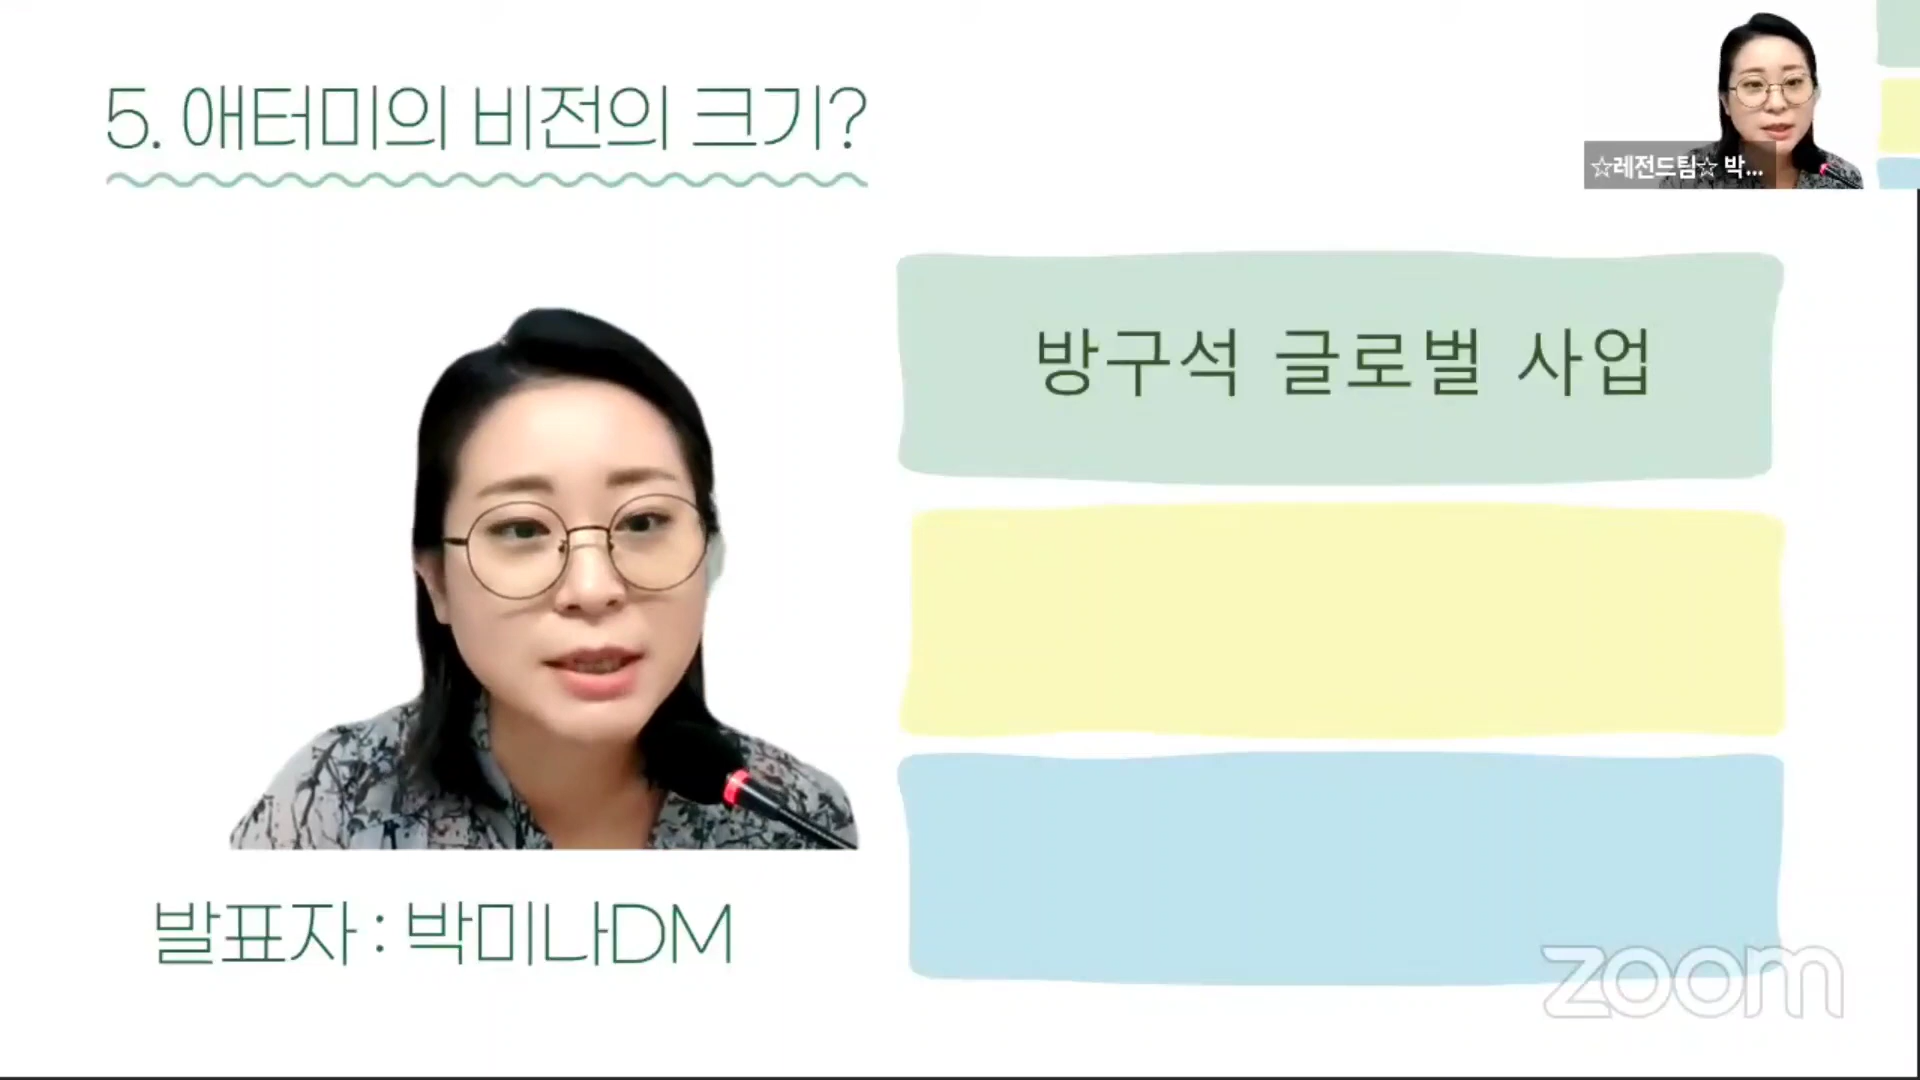 5. 애터미의 비전의 크기?
☆레전드팀☆ 박...
방구석 글로벌 사업
발표자 : 박미나DM
zoom